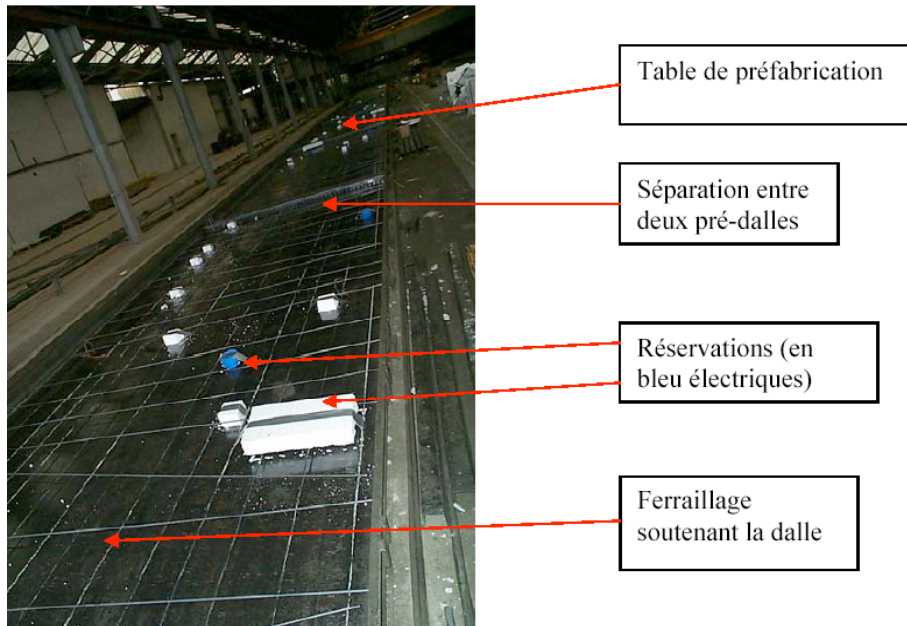 Table de préfabrication
Séparation entre
deux pré-dalles
Réservations (en
bleu électriques)
Ferraillage
soutenant la dalle